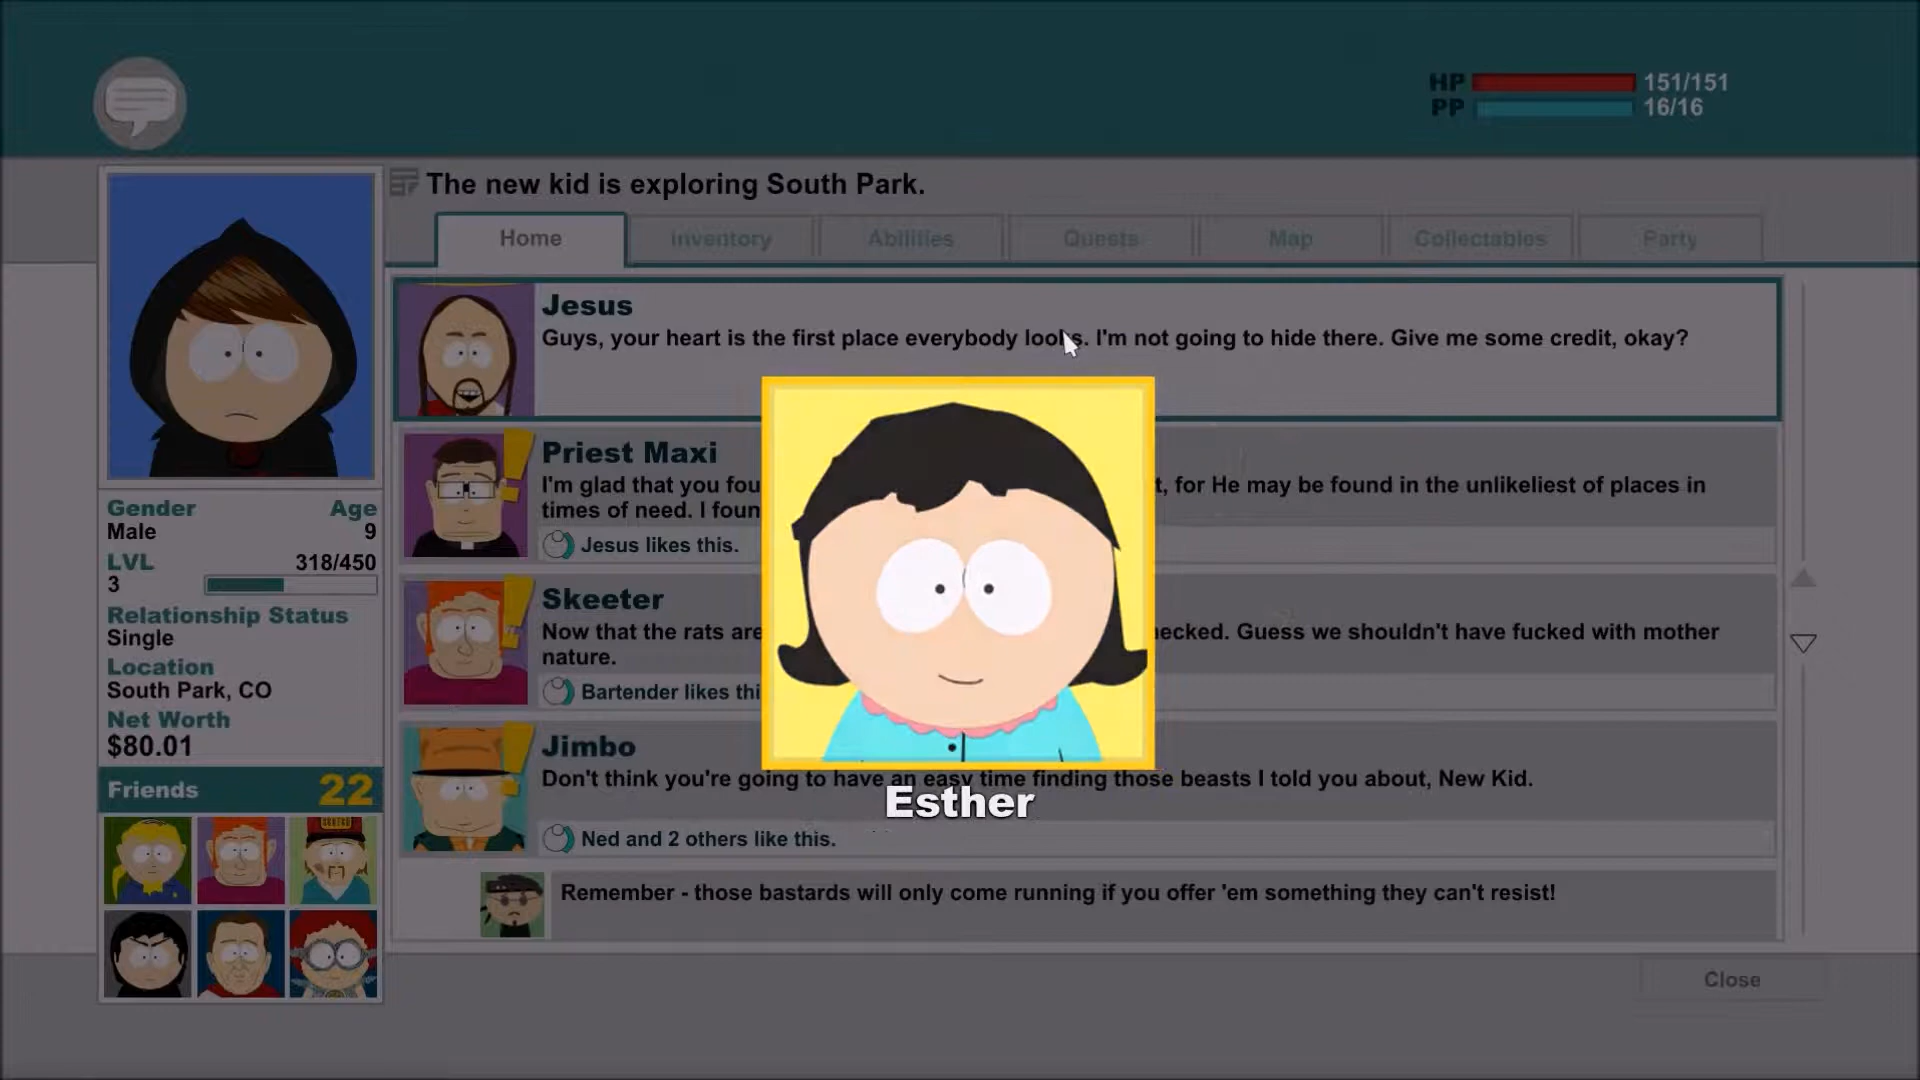 HP 151/151
PP 16/16
The new kid is exploring South Park.
Home Inventory Abilities Quests Map Collectables Party
Jesus
Guys, your heart is the first place everybody looks. I'm not going to hide there. Give me some credit, okay?
Priest Maxi
I'm glad that you fou t, for He may be found in the unlikeliest of places in
times of need. I foun
Jesus likes this.
Skeeter
Now that the rats are ecked. Guess we shouldn't have fucked with mother
nature.
Bartender likes thi
Jimbo
Don't think you're going to have an easy time finding those beasts I told you about, New Kid.
Esther
Ned and 2 others like this.
Remember - those bastards will only come running if you offer 'em something they can't resist!
Gender Age
Male 9
LVL 318/450
3
Relationship Status
Single
Location
South Park, CO
Net Worth
$80.01
Friends 22
Close